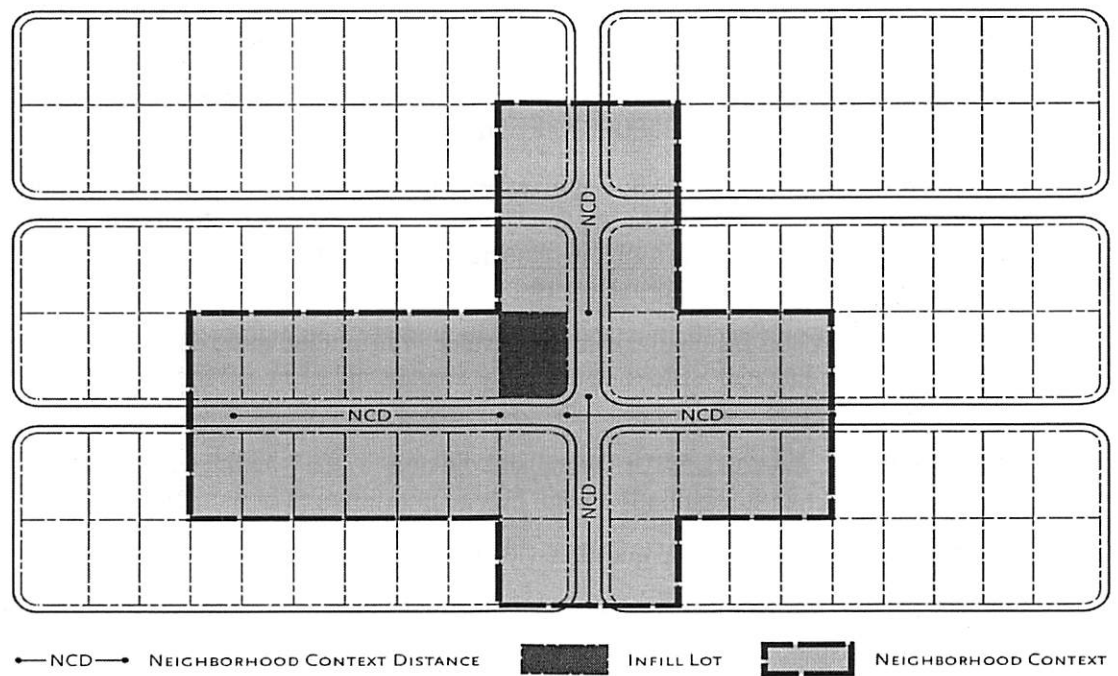 NCD
NCD NCD
NCD
NCD NEIGHBORHOOD CONTEXT DISTANCE INFILL LOT NEIGHBORHOOD CONTEXT